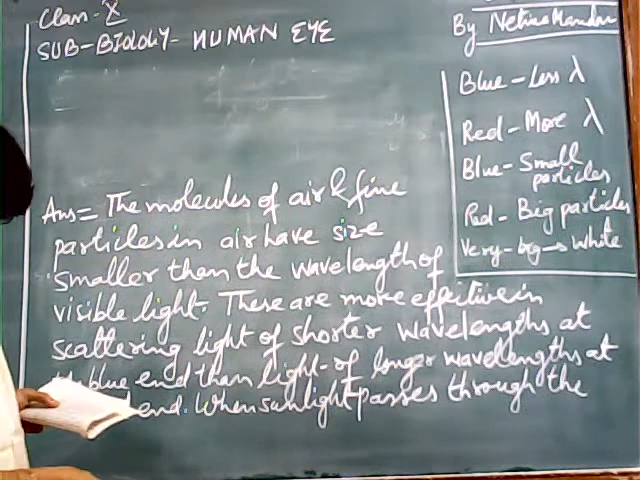 Class- X
SUB-BIOLOGY- HUMAN EYE
By
Blue - Less λ
Red - More λ
Blue - Small
particles
Red - Big particles
Very - big → White
Ans= The molecules of air & fine
particles in air have size
smaller than the wavelength of
visible light. These are more effective in
scattering light of shorter wavelengths at
blue end than light of longer wavelengths at
end. When sunlight passes through the